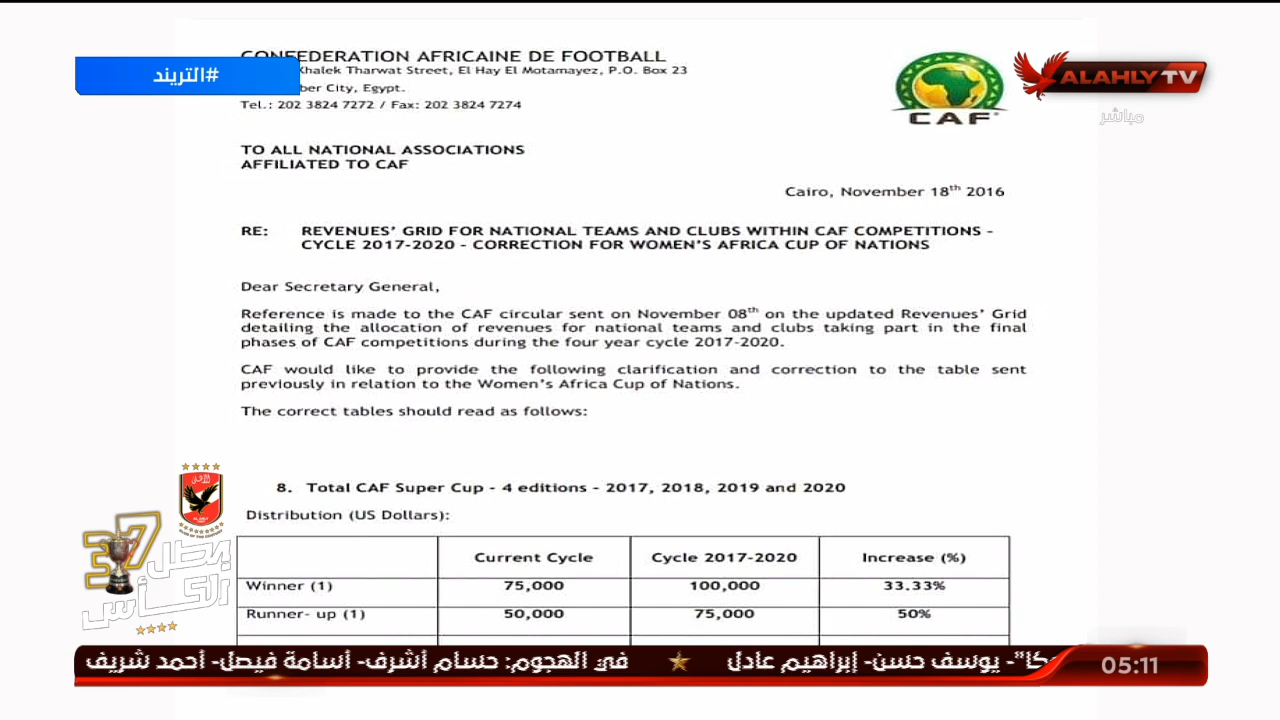 CONFEDERATION AFRICAINE DE FOOTBALL
Khalek Tharwat Street, El Hay El Motamayez, P.O. Box 23
City, Egypt.
Tel.: 202 3824 7272 / Fax: 202 3824 7274
#التريند
CAF
ALAHLY TV
مباشر
TO ALL NATIONAL ASSOCIATIONS
AFFILIATED TO CAF
Cairo, November 18th 2016
RE: REVENUES' GRID FOR NATIONAL TEAMS AND CLUBS WITHIN CAF COMPETITIONS –
CYCLE 2017-2020 – CORRECTION FOR WOMEN'S AFRICA CUP OF NATIONS
Dear Secretary General,
Reference is made to the CAF circular sent on November 08th on the updated Revenues' Grid
detailing the allocation of revenues for national teams and clubs taking part in the final
phases of CAF competitions during the four year cycle 2017-2020.
CAF would like to provide the following clarification and correction to the table sent
previously in relation to the Women's Africa Cup of Nations.
The correct tables should read as follows:
8. Total CAF Super Cup – 4 editions – 2017, 2018, 2019 and 2020
Distribution (US Dollars):
Current Cycle Cycle 2017-2020 Increase (%)
Winner (1) 75,000 100,000 33.33%
Runner- up (1) 50,000 75,000 50%
37
بطل
الكأس
يوسف حسن- إبراهيم عادل ★ في الهجوم: حسام أشرف- أسامة فيصل- أحمد شريف
05:11